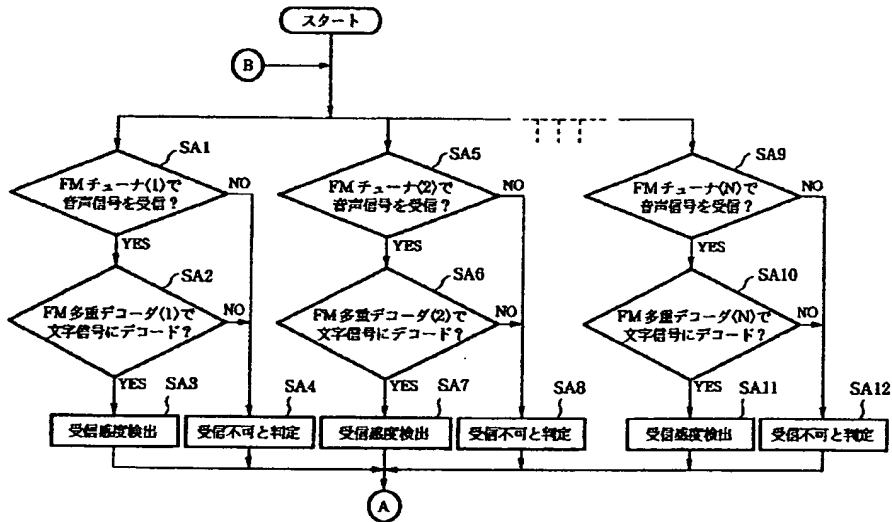 スタート
B
SA1
FMチューナ(1)で
音声信号を受信?
NO
YES
SA2
FM多重デコーダ(1)で
文字信号にデコード?
NO
YES
SA3
受信感度検出
SA4
受信不可と判定
SA5
FMチューナ(2)で
音声信号を受信?
NO
YES
SA6
FM多重デコーダ(2)で
文字信号にデコード?
NO
YES
SA7
受信感度検出
SA8
受信不可と判定
SA9
FMチューナ(N)で
音声信号を受信?
NO
YES
SA10
FM多重デコーダ(N)で
文字信号にデコード?
NO
YES
SA11
受信感度検出
SA12
受信不可と判定
A